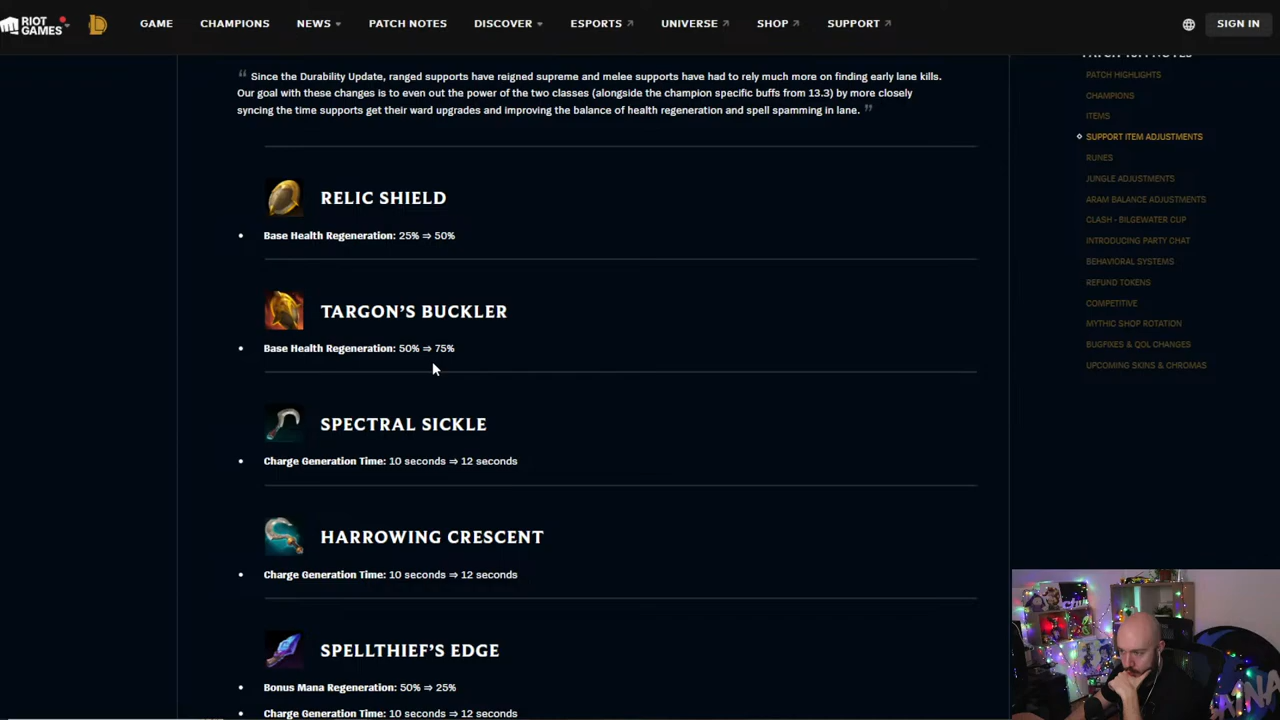 RIOT GAMES
GAME
CHAMPIONS
NEWS
PATCH NOTES
DISCOVER
ESPORTS
UNIVERSE
SHOP
SUPPORT
SIGN IN
“ Since the Durability Update, ranged supports have reigned supreme and melee supports have had to rely much more on finding early lane kills.
Our goal with these changes is to even out the power of the two classes (alongside the champion specific buffs from 13.3) by more closely
syncing the time supports get their ward upgrades and improving the balance of health regeneration and spell spamming in lane. ”
RELIC SHIELD
• Base Health Regeneration: 25% ⇒ 50%
TARGON'S BUCKLER
• Base Health Regeneration: 50% ⇒ 75%
SPECTRAL SICKLE
• Charge Generation Time: 10 seconds ⇒ 12 seconds
HARROWING CRESCENT
• Charge Generation Time: 10 seconds ⇒ 12 seconds
SPELLTHIEF'S EDGE
• Bonus Mana Regeneration: 50% ⇒ 25%
• Charge Generation Time: 10 seconds ⇒ 12 seconds
PATCH HIGHLIGHTS
CHAMPIONS
ITEMS
SUPPORT ITEM ADJUSTMENTS
RUNES
JUNGLE ADJUSTMENTS
ARAM BALANCE ADJUSTMENTS
CLASH - BILGEWATER CUP
INTRODUCING PARTY CHAT
BEHAVIORAL SYSTEMS
REFUND TOKENS
COMPETITIVE
MYTHIC SHOP ROTATION
BUGFIXES & QOL CHANGES
UPCOMING SKINS & CHROMAS